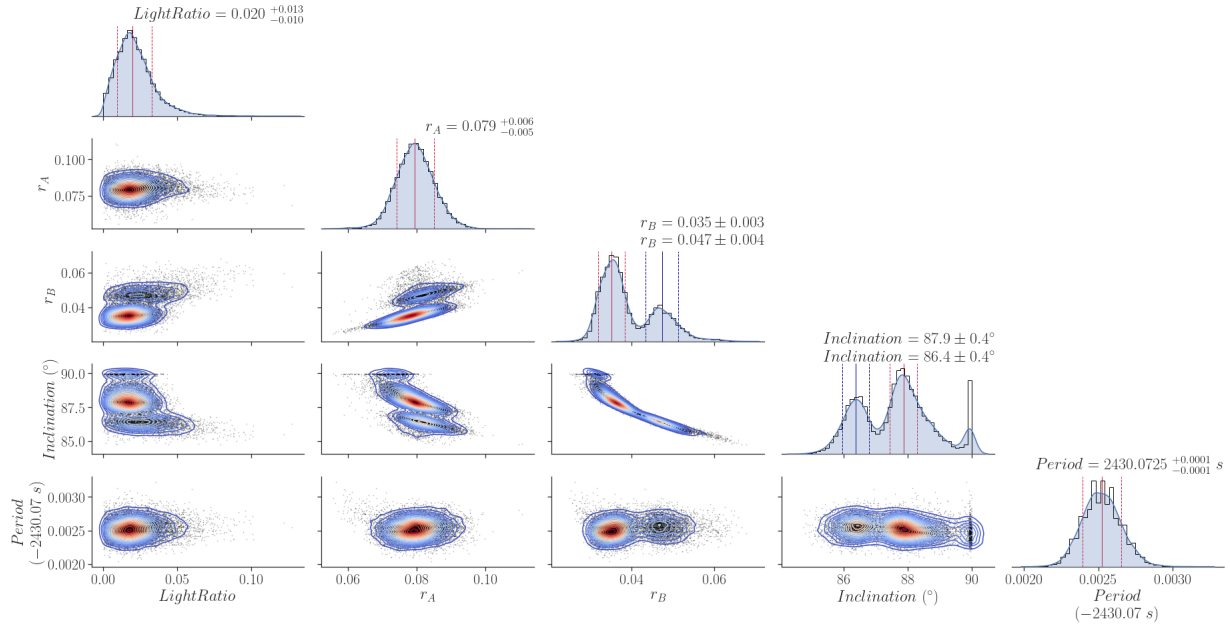 LightRatio = 0.020 +0.013 −0.010
r_A = 0.079 +0.006 −0.005
0.100
0.075
r_A
r_B = 0.035 ± 0.003
r_B = 0.047 ± 0.004
0.06
0.04
r_B
Inclination = 87.9 ± 0.4°
Inclination = 86.4 ± 0.4°
90.0
87.5
85.0
Inclination (°)
Period = 2430.0725 +0.0001 −0.0001 s
0.0030
0.0025
0.0020
Period
(−2430.07 s)
0.00 0.05 0.10
0.06 0.08 0.10
0.04 0.06
86 88 90
0.0020 0.0025 0.0030
LightRatio
r_A
r_B
Inclination (°)
Period
(−2430.07 s)